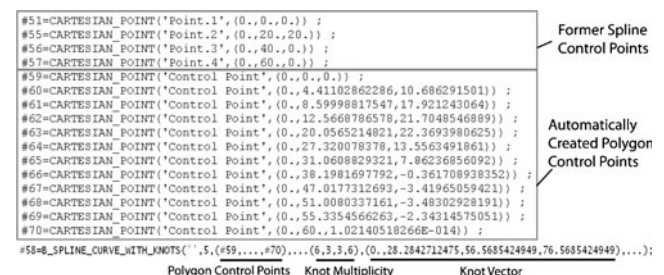 #51=CARTESIAN_POINT('Point.1',(0.,0.,0.)) ;
#55=CARTESIAN_POINT('Point.2',(0.,20.,20.)) ;
#56=CARTESIAN_POINT('Point.3',(0.,40.,0.)) ;
#57=CARTESIAN_POINT('Point.4',(0.,60.,0.)) ;
Former Spline
Control Points
#59=CARTESIAN_POINT('Control Point',(0.,0.,0.)) ;
#60=CARTESIAN_POINT('Control Point',(0.,4.41102862286,10.686291501)) ;
#61=CARTESIAN_POINT('Control Point',(0.,8.59998817547,17.921243064)) ;
#62=CARTESIAN_POINT('Control Point',(0.,12.5668786578,21.7048546889)) ;
#63=CARTESIAN_POINT('Control Point',(0.,20.0565214821,22.3693980625)) ;
#64=CARTESIAN_POINT('Control Point',(0.,27.320078378,13.5563491861)) ;
#65=CARTESIAN_POINT('Control Point',(0.,31.0608829321,7.86236856092)) ;
#66=CARTESIAN_POINT('Control Point',(0.,38.1981697792,-0.361708938352)) ;
#67=CARTESIAN_POINT('Control Point',(0.,47.0177312693,-3.41965059421)) ;
#68=CARTESIAN_POINT('Control Point',(0.,51.0080337161,-3.48302928191)) ;
#69=CARTESIAN_POINT('Control Point',(0.,55.3354566263,-2.34314575051)) ;
#70=CARTESIAN_POINT('Control Point',(0.,60.,1.02140518266E-014)) ;
Automatically
Created Polygon
Control Points
#58=B_SPLINE_CURVE_WITH_KNOTS('',5,(#59,...,#70),...(6,3,3,6),(0.,28.2842712475,56.5685424949,76.5685424949),...);
Polygon Control Points Knot Multiplicity Knot Vector